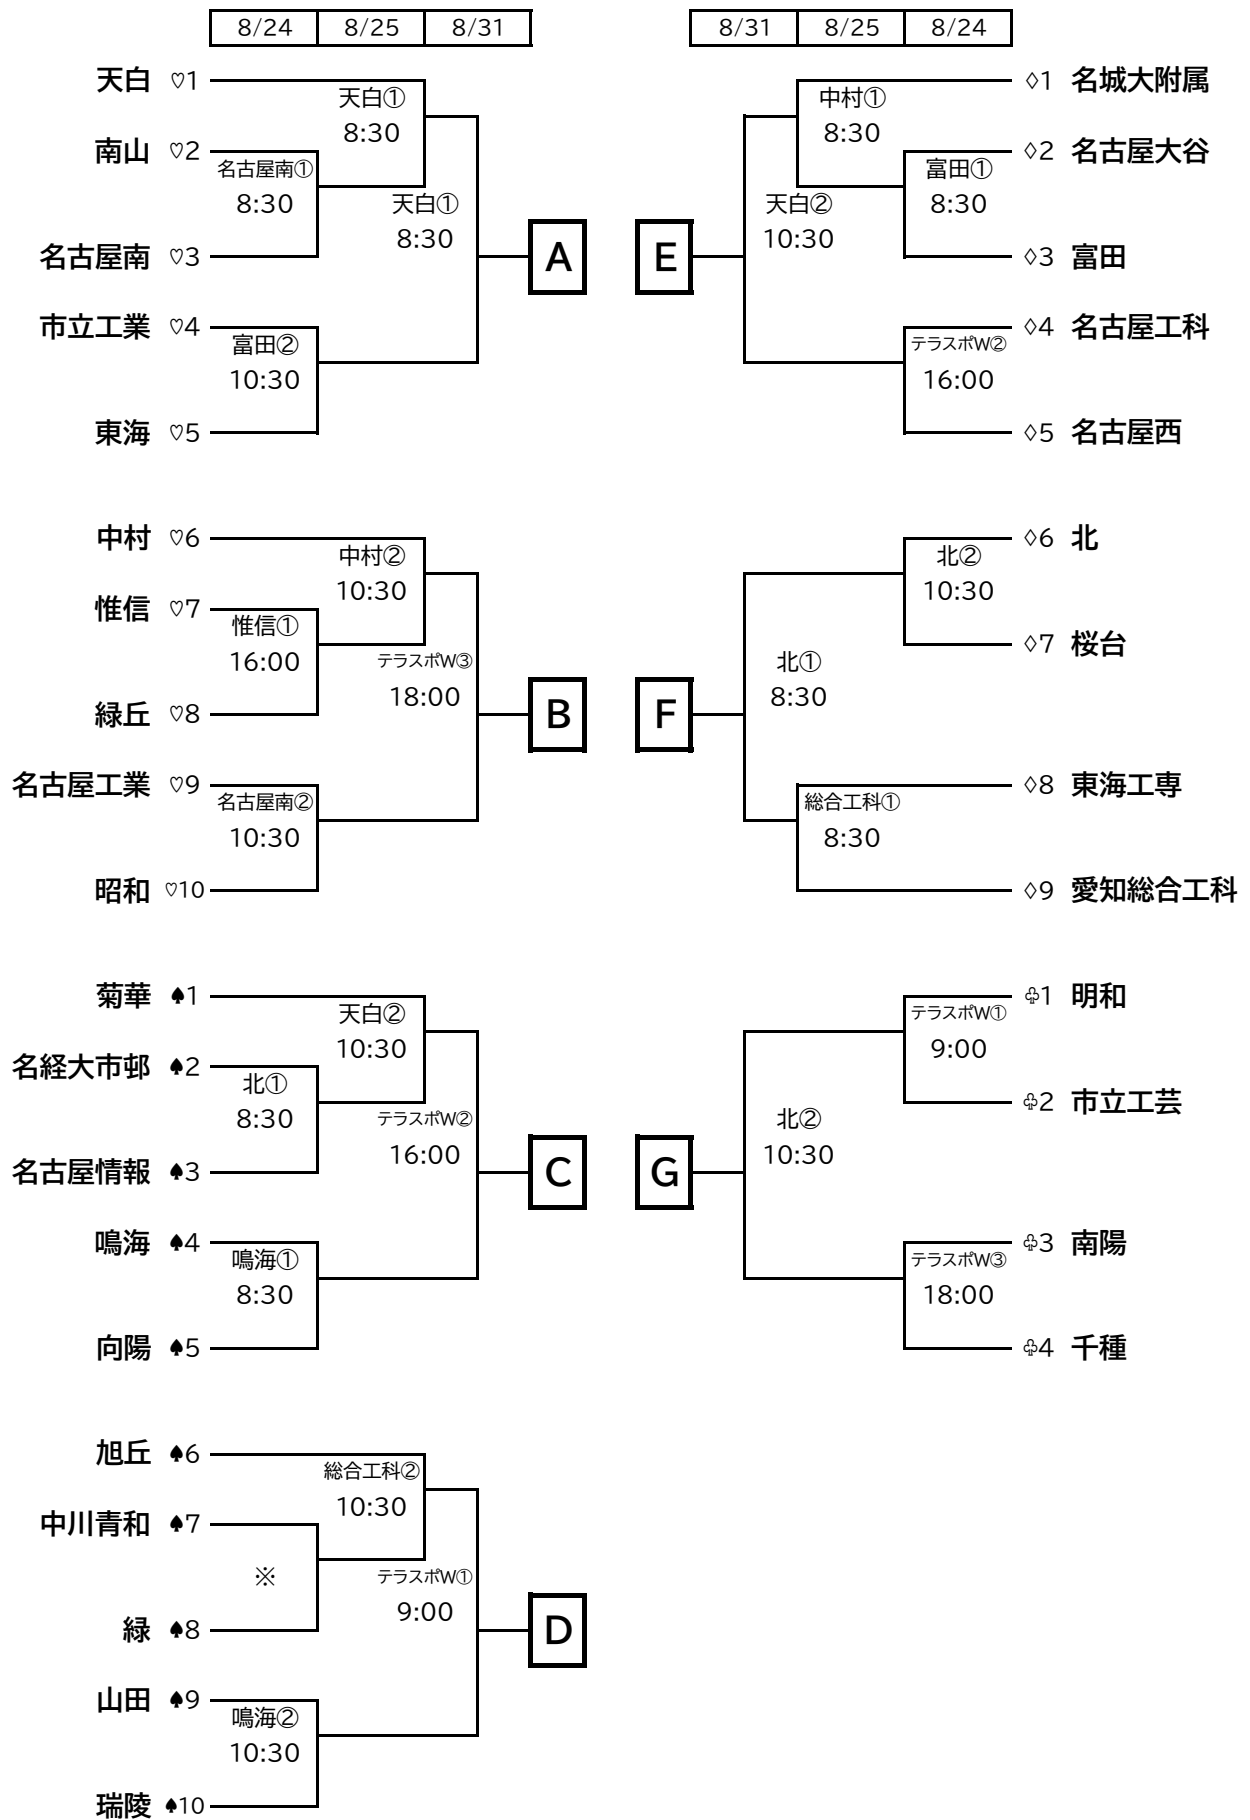 8/24 8/25 8/31
8/31 8/25 8/24
天白 ♡1
天白①
8:30
南山 ♡2
名古屋南①
8:30
天白①
8:30
名古屋南 ♡3
A
市立工業 ♡4
富田②
10:30
東海 ♡5
中村 ♡6
中村②
10:30
惟信 ♡7
惟信①
16:00
テラスポW③
18:00
緑丘 ♡8
B
名古屋工業 ♡9
名古屋南②
10:30
昭和 ♡10
菊華 ♠1
天白②
10:30
名経大市邨 ♠2
北①
8:30
テラスポW②
16:00
名古屋情報 ♠3
C
鳴海 ♠4
鳴海①
8:30
向陽 ♠5
旭丘 ♠6
総合工科②
10:30
中川青和 ♠7
※
テラスポW①
9:00
緑 ♠8
D
山田 ♠9
鳴海②
10:30
瑞陵 ♠10
♢1 名城大附属
中村①
8:30
♢2 名古屋大谷
富田①
8:30
天白②
10:30
E
♢3 富田
♢4 名古屋工科
テラスポW②
16:00
♢5 名古屋西
♢6 北
北②
10:30
♢7 桜台
北①
8:30
F
♢8 東海工専
総合工科①
8:30
♢9 愛知総合工科
♧1 明和
テラスポW①
9:00
♧2 市立工芸
北②
10:30
G
♧3 南陽
テラスポW③
18:00
♧4 千種